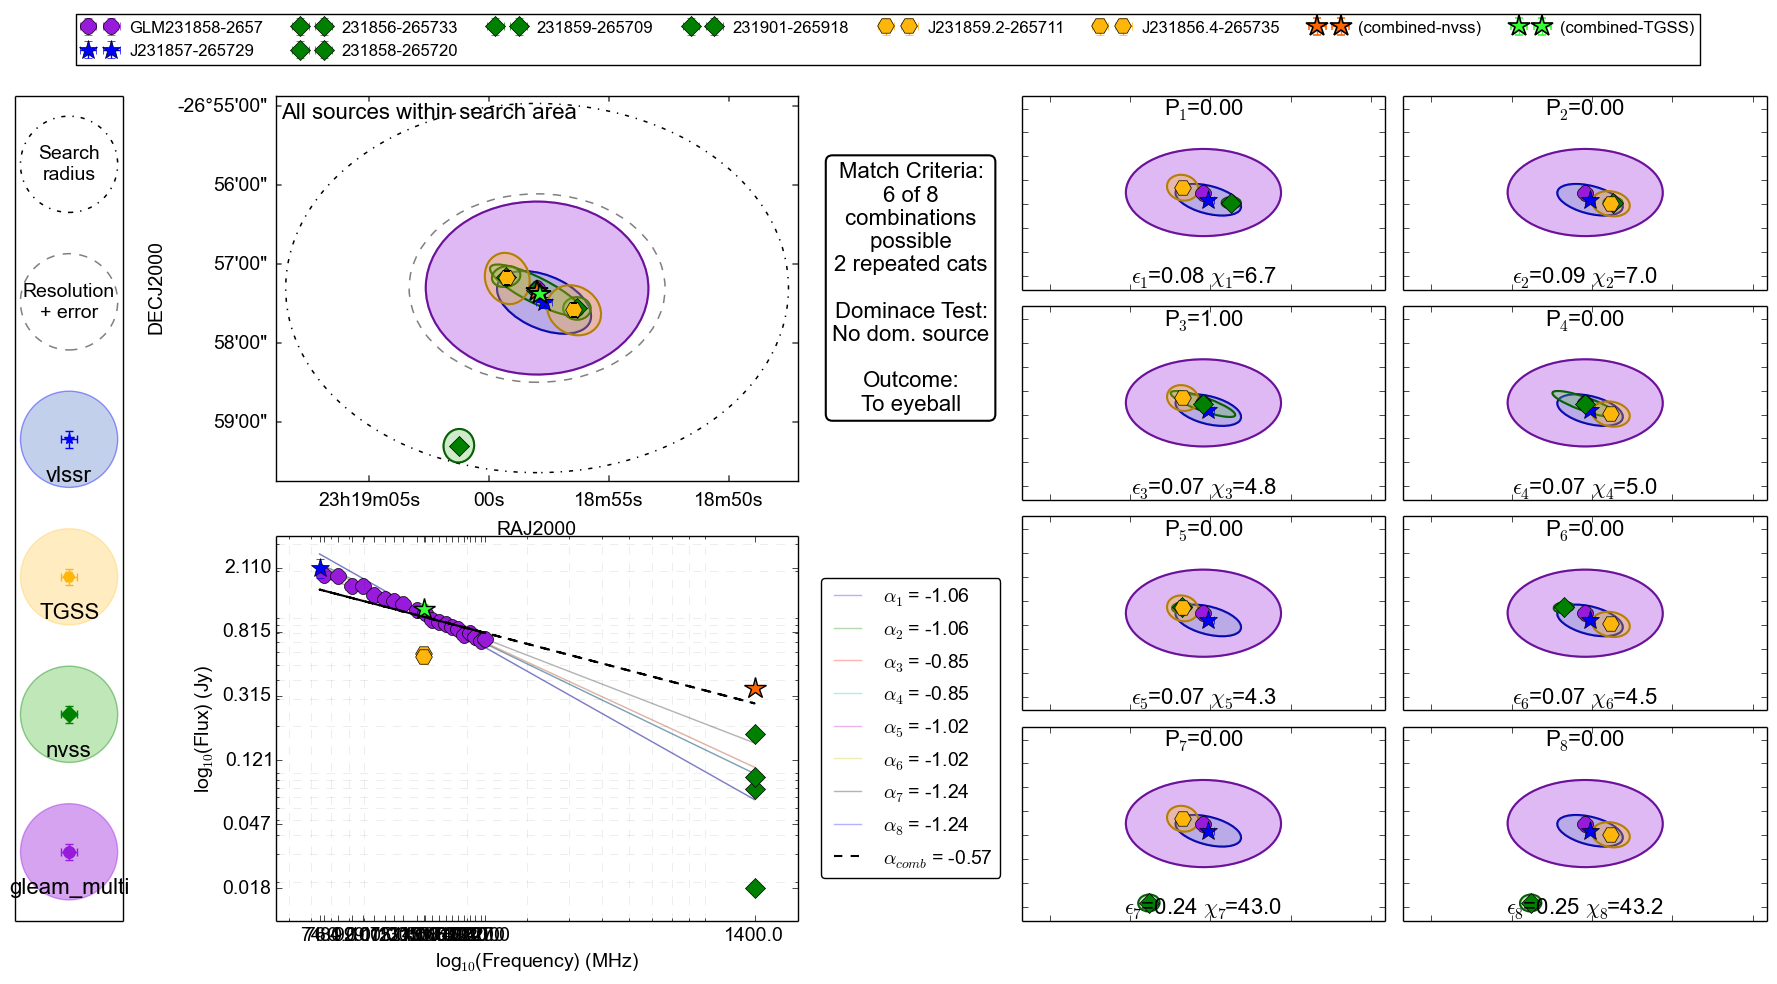 GLM231858-2657 231856-265733 231859-265709 231901-265918 J231859.2-265711 J231856.4-265735 (combined-nvss) (combined-TGSS)
J231857-265729 231858-265720
Search
radius
Resolution
+ error
vlssr
TGSS
nvss
gleam_multi
All sources within search area
DECJ2000
-26°55'00"
56'00"
57'00"
58'00"
59'00"
23h19m05s 00s 18m55s 18m50s
RAJ2000
log10(Flux) (Jy)
2.110
0.815
0.315
0.121
0.047
0.018
1400.0
log10(Frequency) (MHz)
Match Criteria:
6 of 8
combinations
possible
2 repeated cats
Dominace Test:
No dom. source
Outcome:
To eyeball
α1 = -1.06
α2 = -1.06
α3 = -0.85
α4 = -0.85
α5 = -1.02
α6 = -1.02
α7 = -1.24
α8 = -1.24
αcomb = -0.57
P1=0.00
ϵ1=0.08 χ1=6.7
P2=0.00
ϵ2=0.09 χ2=7.0
P3=1.00
ϵ3=0.07 χ3=4.8
P4=0.00
ϵ4=0.07 χ4=5.0
P5=0.00
ϵ5=0.07 χ5=4.3
P6=0.00
ϵ6=0.07 χ6=4.5
P7=0.00
ϵ7=0.24 χ7=43.0
P8=0.00
ϵ8=0.25 χ8=43.2